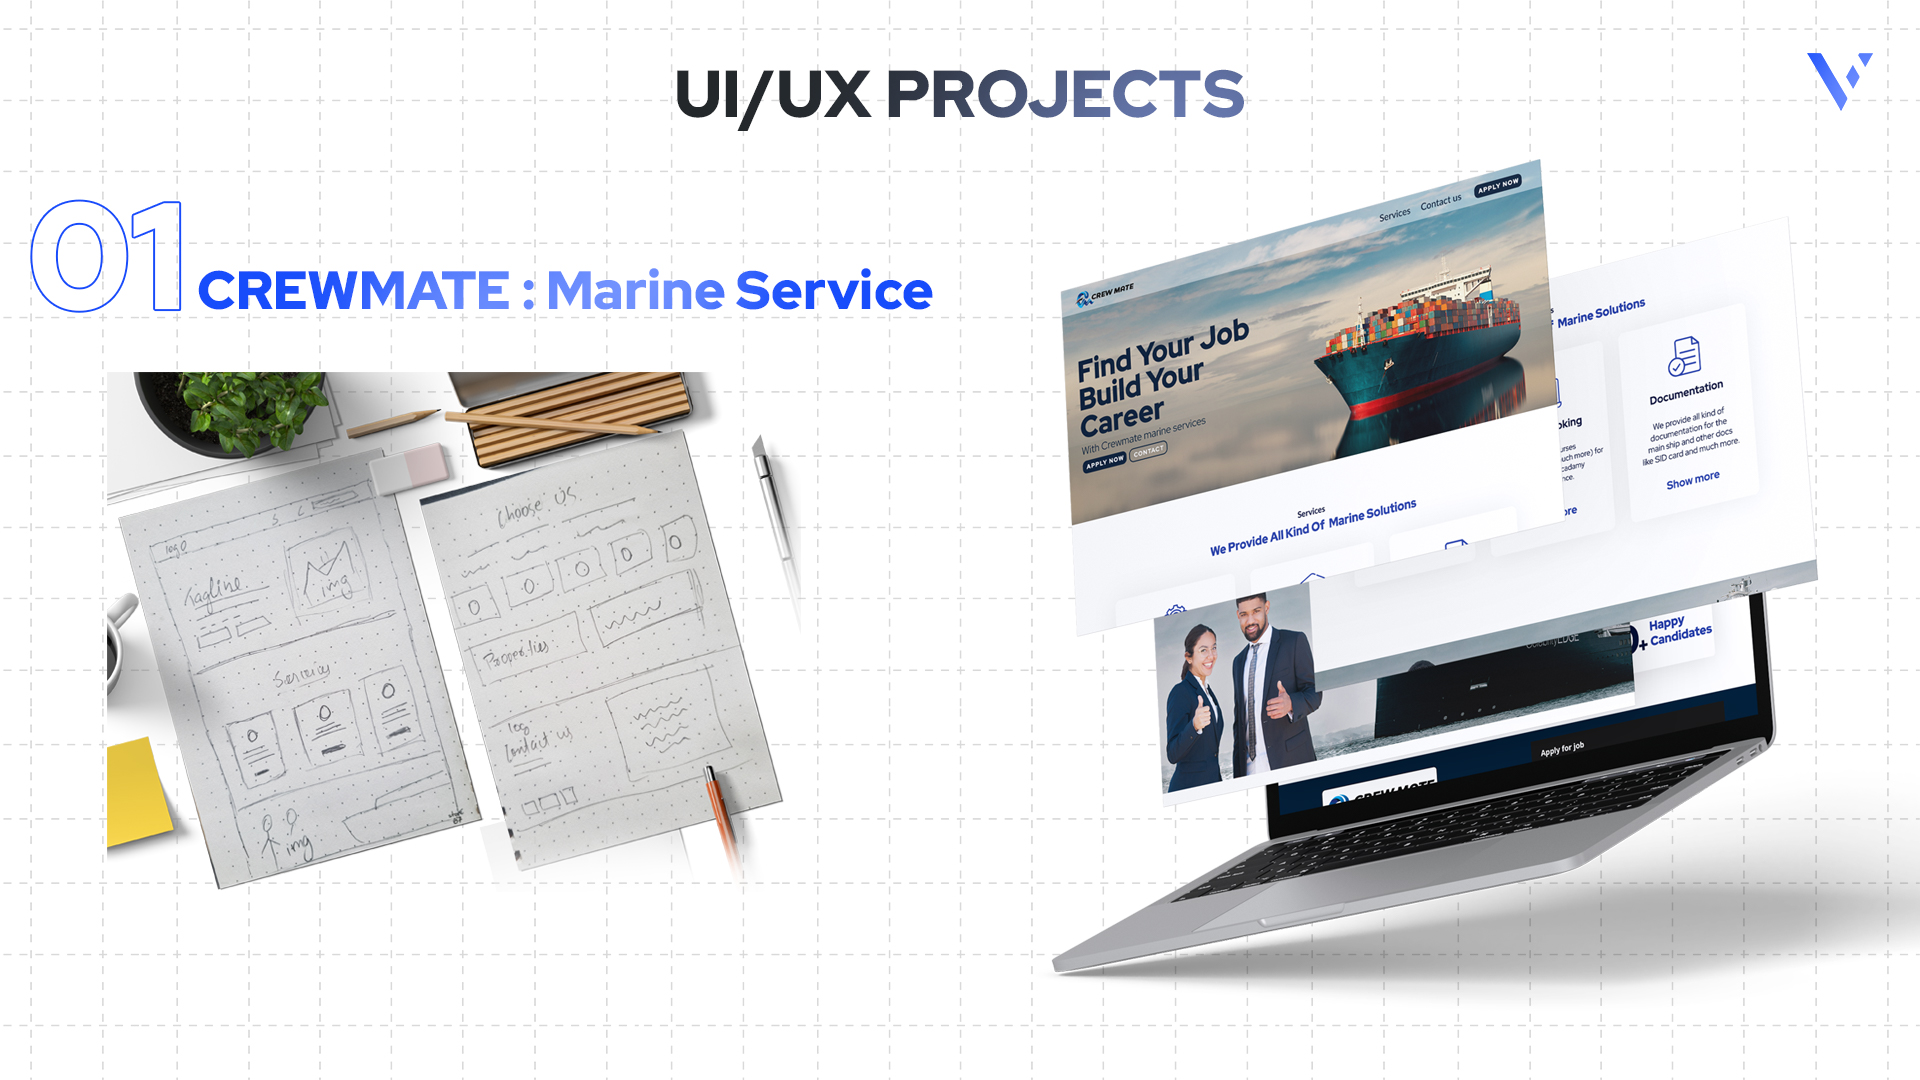 UI/UX PROJECTS
01
CREWMATE : Marine Service
logo
S C
Tagline
img
Services
img
Choose US
Properties
log
Contact us
Services
Contact us
APPLY NOW
CREW MATE
Find Your Job
Build Your
Career
With Crewmate marine services
APPLY NOW
CONTACT
Services
We Provide All Kind Of Marine Solutions
Marine Solutions
Documentation
We provide all kind of
documentation for the
main ship and other docs
like SID card and much more.
Show more
Happy
+ Candidates
Apply for job
CREW MATE